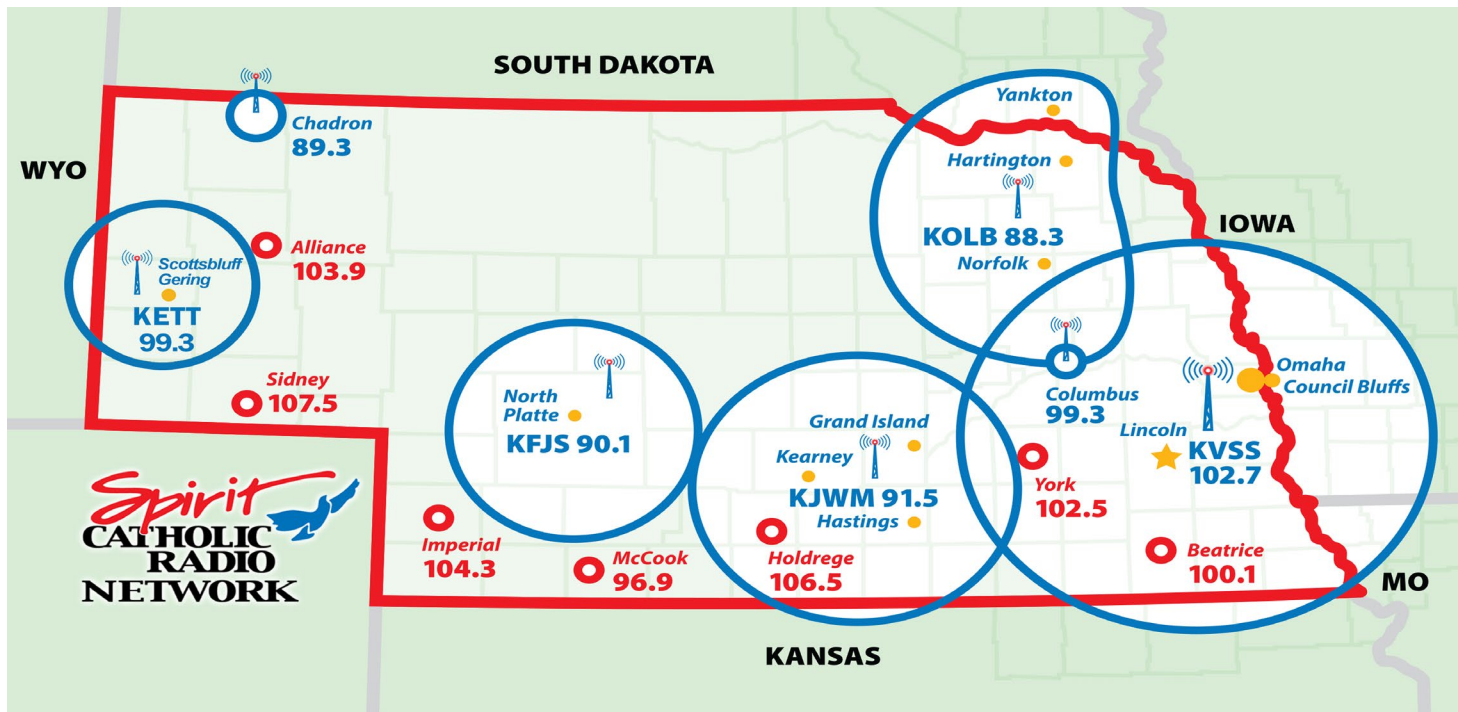 SOUTH DAKOTA
WYO
Chadron
89.3
Yankton
Hartington
KOLB 88.3
Norfolk
IOWA
Alliance
103.9
Scottsbluff
Gering
KETT
99.3
Sidney
107.5
North
Platte
KFJS 90.1
Grand Island
Kearney
KJWM 91.5
Hastings
Columbus
99.3
Omaha
Council Bluffs
Lincoln
KVSS
102.7
York
102.5
Imperial
104.3
McCook
96.9
Holdrege
106.5
Beatrice
100.1
MO
KANSAS
Spirit
CATHOLIC
RADIO
NETWORK